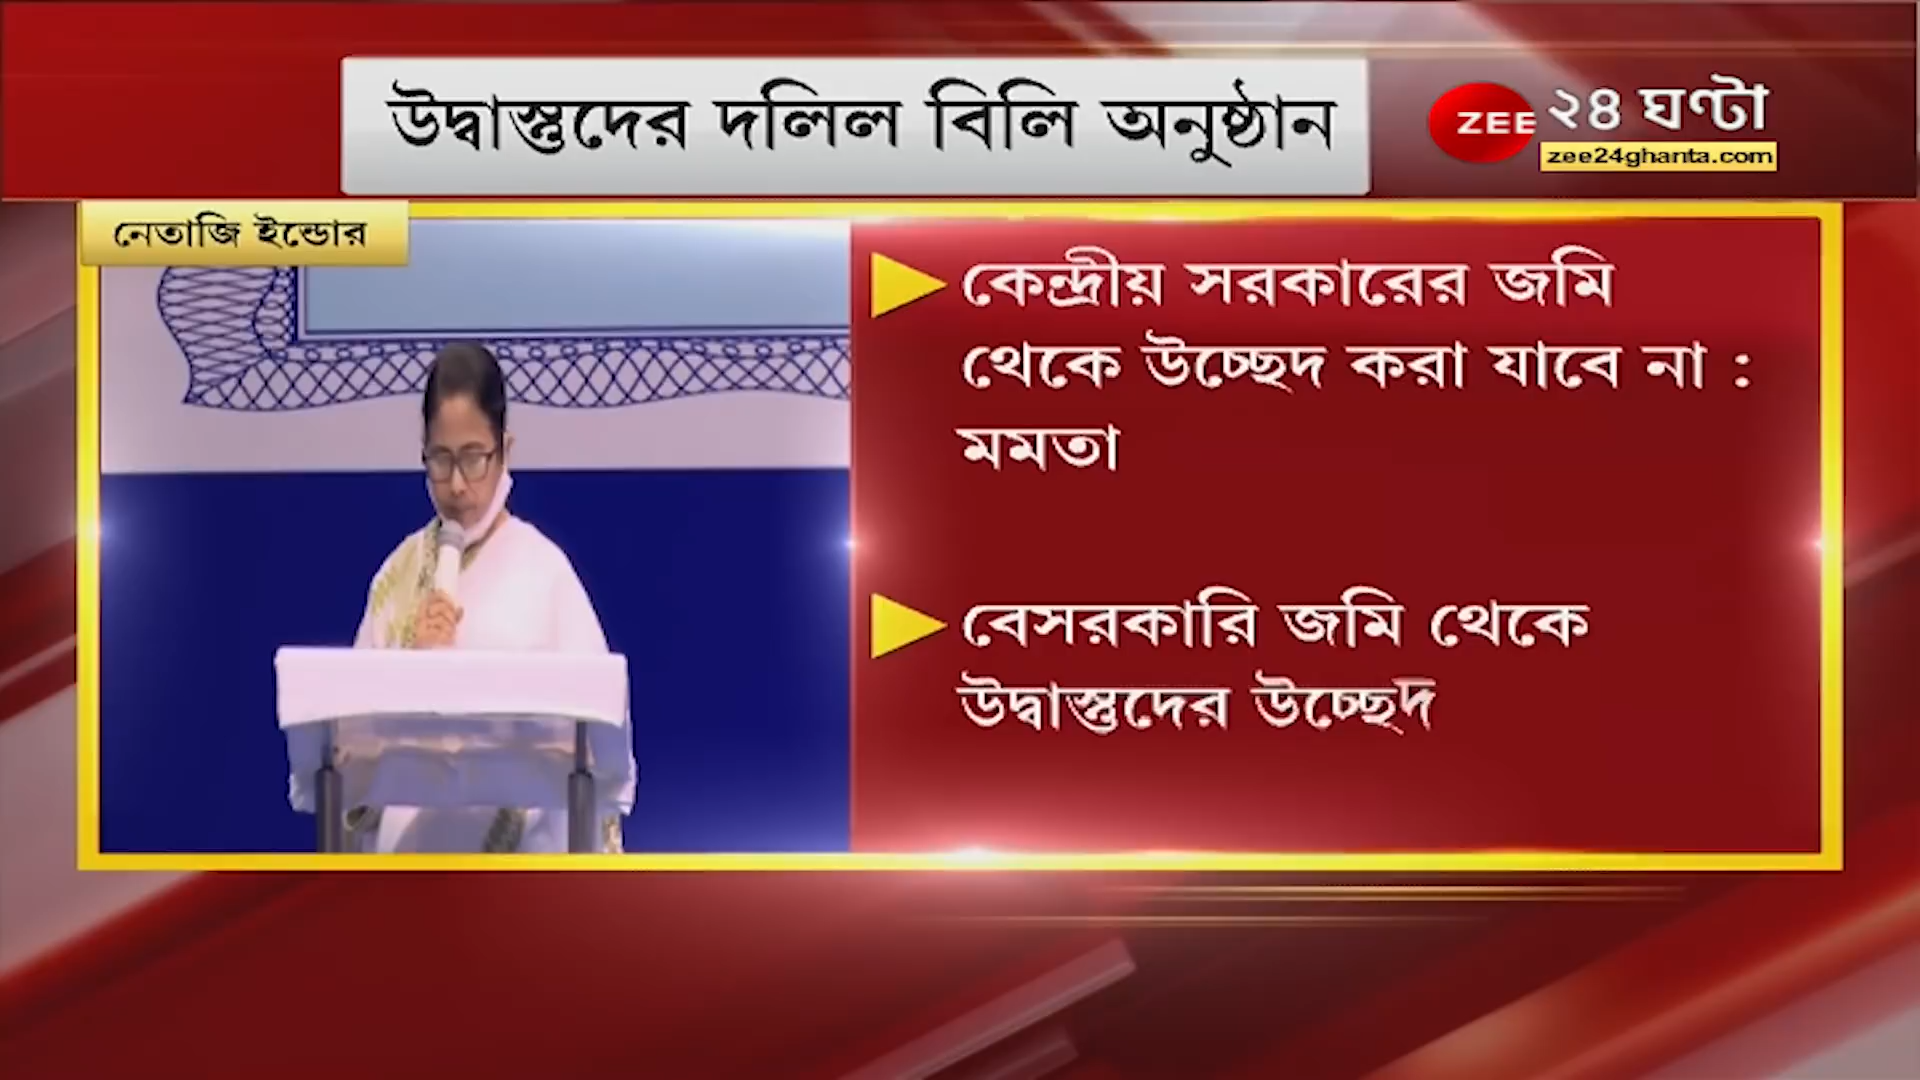 উদ্বাস্তুদের দলিল বিলি অনুষ্ঠান
ZEE ২৪ ঘণ্টা
zee24ghanta.com
নেতাজি ইন্ডোর
কেন্দ্রীয় সরকারের জমি
থেকে উচ্ছেদ করা যাবে না :
মমতা
বেসরকারি জমি থেকে
উদ্বাস্তুদের উচ্ছেদ